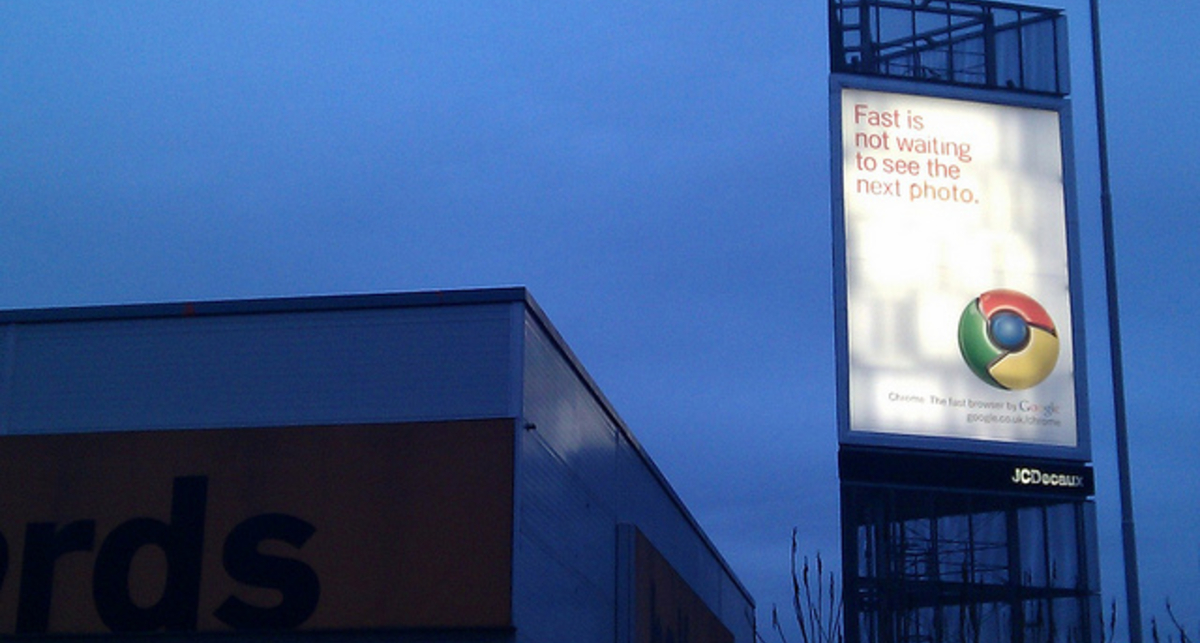 Fast is
not waiting
to see the
next photo.
Chrome. The fast browser by Google
google.co.uk/chrome
JCDecaux
rds